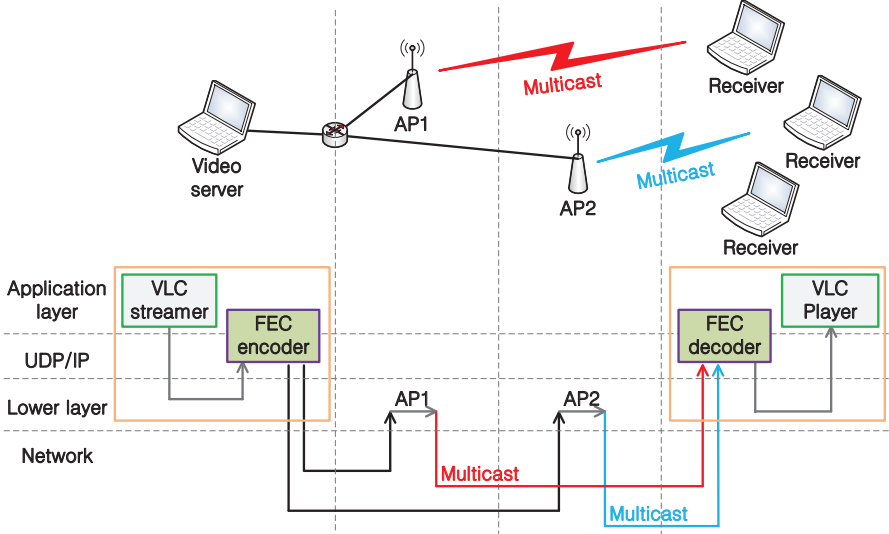 Multicast
Receiver
AP1
Video
server
Multicast
Receiver
AP2
Receiver
Application
layer
VLC
streamer
FEC
encoder
VLC
Player
FEC
decoder
UDP/IP
Lower layer
AP1
AP2
Network
Multicast
Multicast